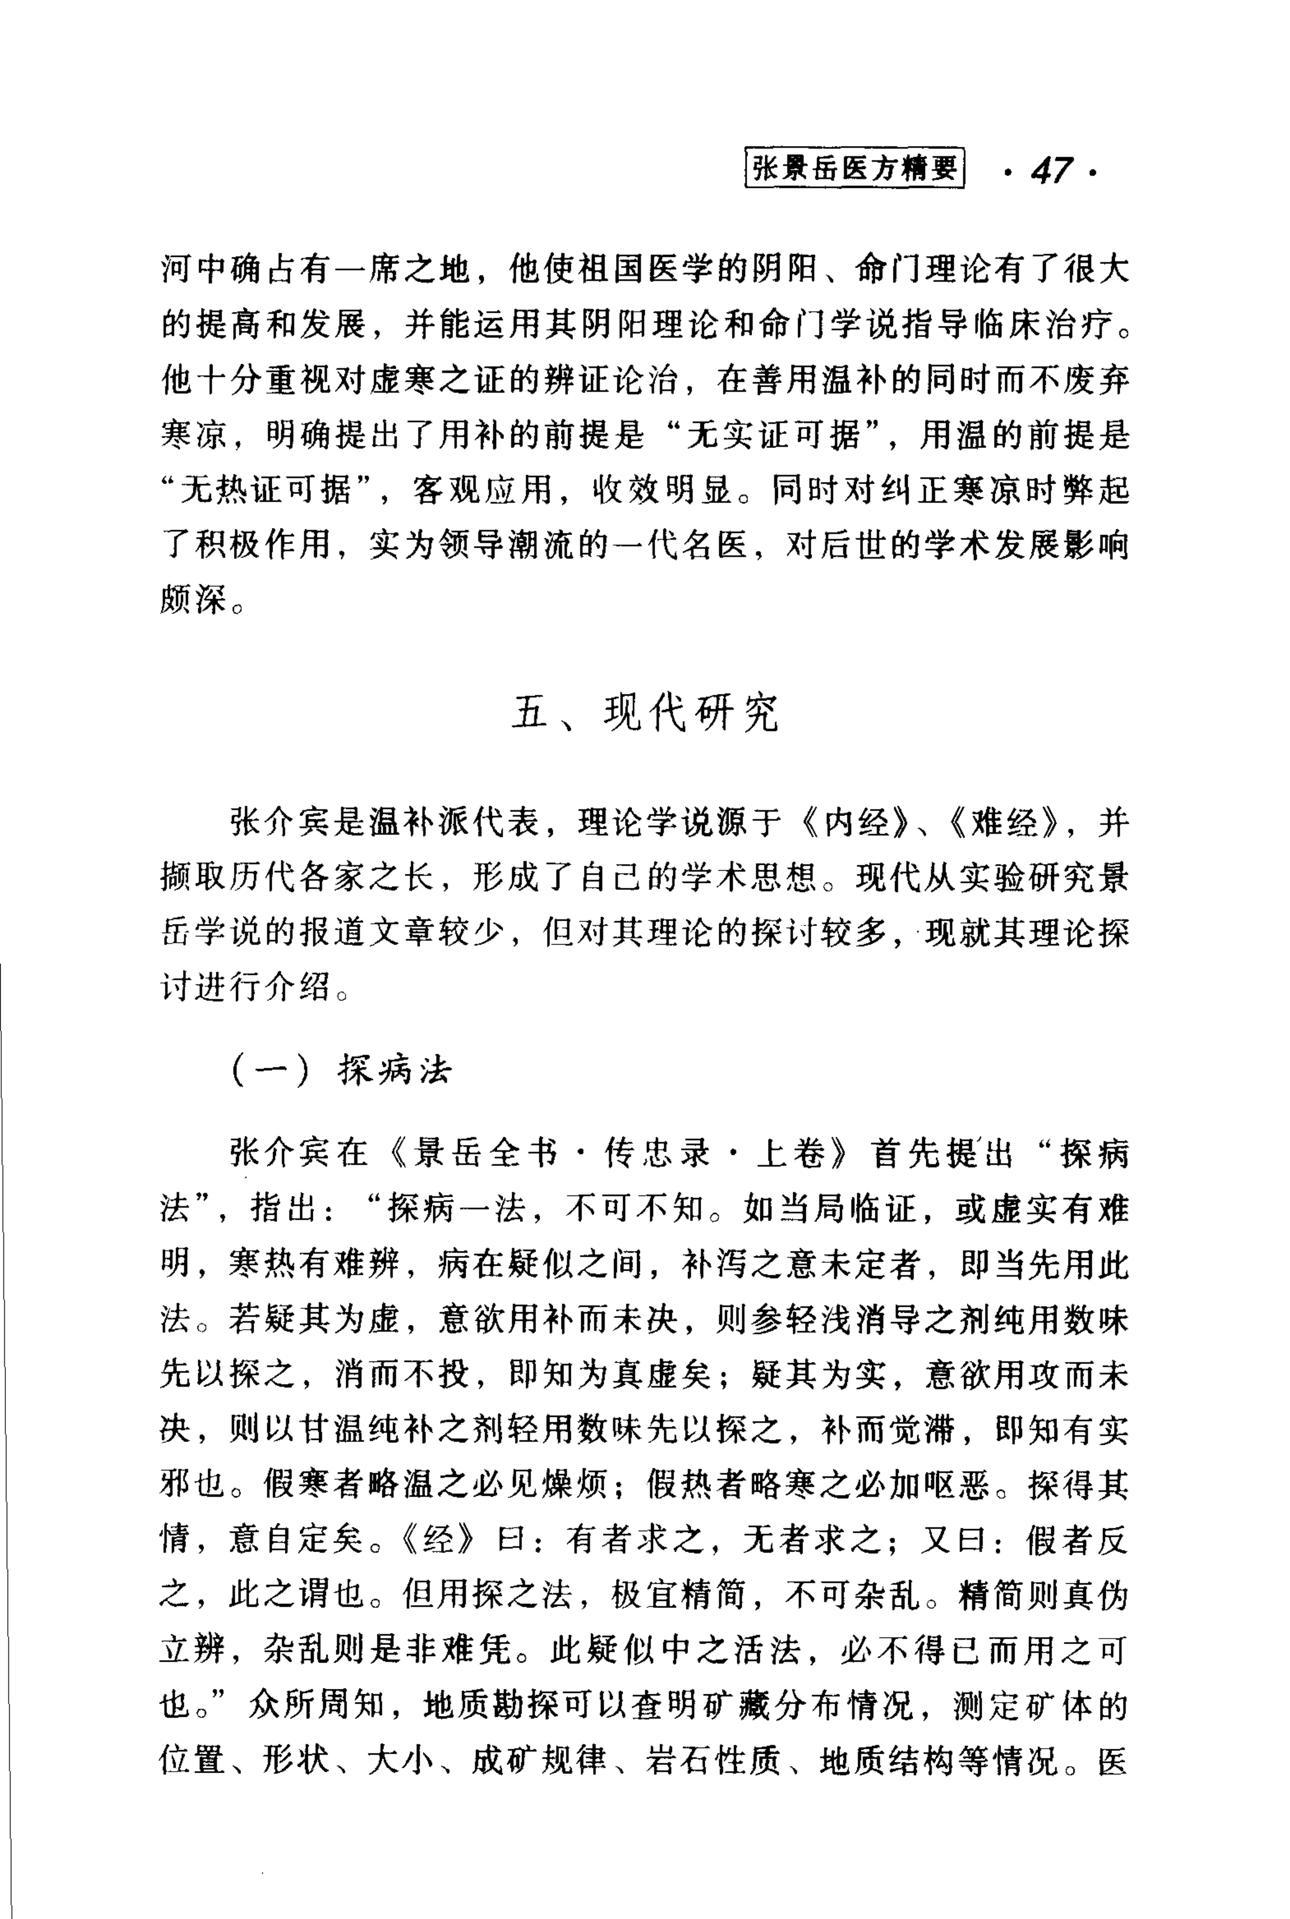 张景岳医方精要 · 47 ·
河中确占有一席之地，他使祖国医学的阴阳、命门理论有了很大
的提高和发展，并能运用其阴阳理论和命门学说指导临床治疗。
他十分重视对虚寒之证的辨证论治，在善用温补的同时而不废弃
寒凉，明确提出了用补的前提是“无实证可据”，用温的前提是
“无热证可据”，客观应用，收效明显。同时对纠正寒凉时弊起
了积极作用，实为领导潮流的一代名医，对后世的学术发展影响
颇深。
五、现代研究
张介宾是温补派代表，理论学说源于《内经》、《难经》，并
撷取历代各家之长，形成了自己的学术思想。现代从实验研究景
岳学说的报道文章较少，但对其理论的探讨较多，现就其理论探
讨进行介绍。
（一）探病法
张介宾在《景岳全书·传忠录·上卷》首先提出“探病
法”，指出：“探病一法，不可不知。如当局临证，或虚实有难
明，寒热有难辨，病在疑似之间，补泻之意未定者，即当先用此
法。若疑其为虚，意欲用补而未决，则参轻浅消导之剂纯用数味
先以探之，消而不投，即知为真虚矣；疑其为实，意欲用攻而未
决，则以甘温纯补之剂轻用数味先以探之，补而觉滞，即知有实
邪也。假寒者略温之必见燥烦；假热者略寒之必加呕恶。探得其
情，意自定矣。《经》曰：有者求之，无者求之；又曰：假者反
之，此之谓也。但用探之法，极宜精简，不可杂乱。精简则真伪
立辨，杂乱则是非难凭。此疑似中之活法，必不得已而用之可
也。”众所周知，地质勘探可以查明矿藏分布情况，测定矿体的
位置、形状、大小、成矿规律、岩石性质、地质结构等情况。医